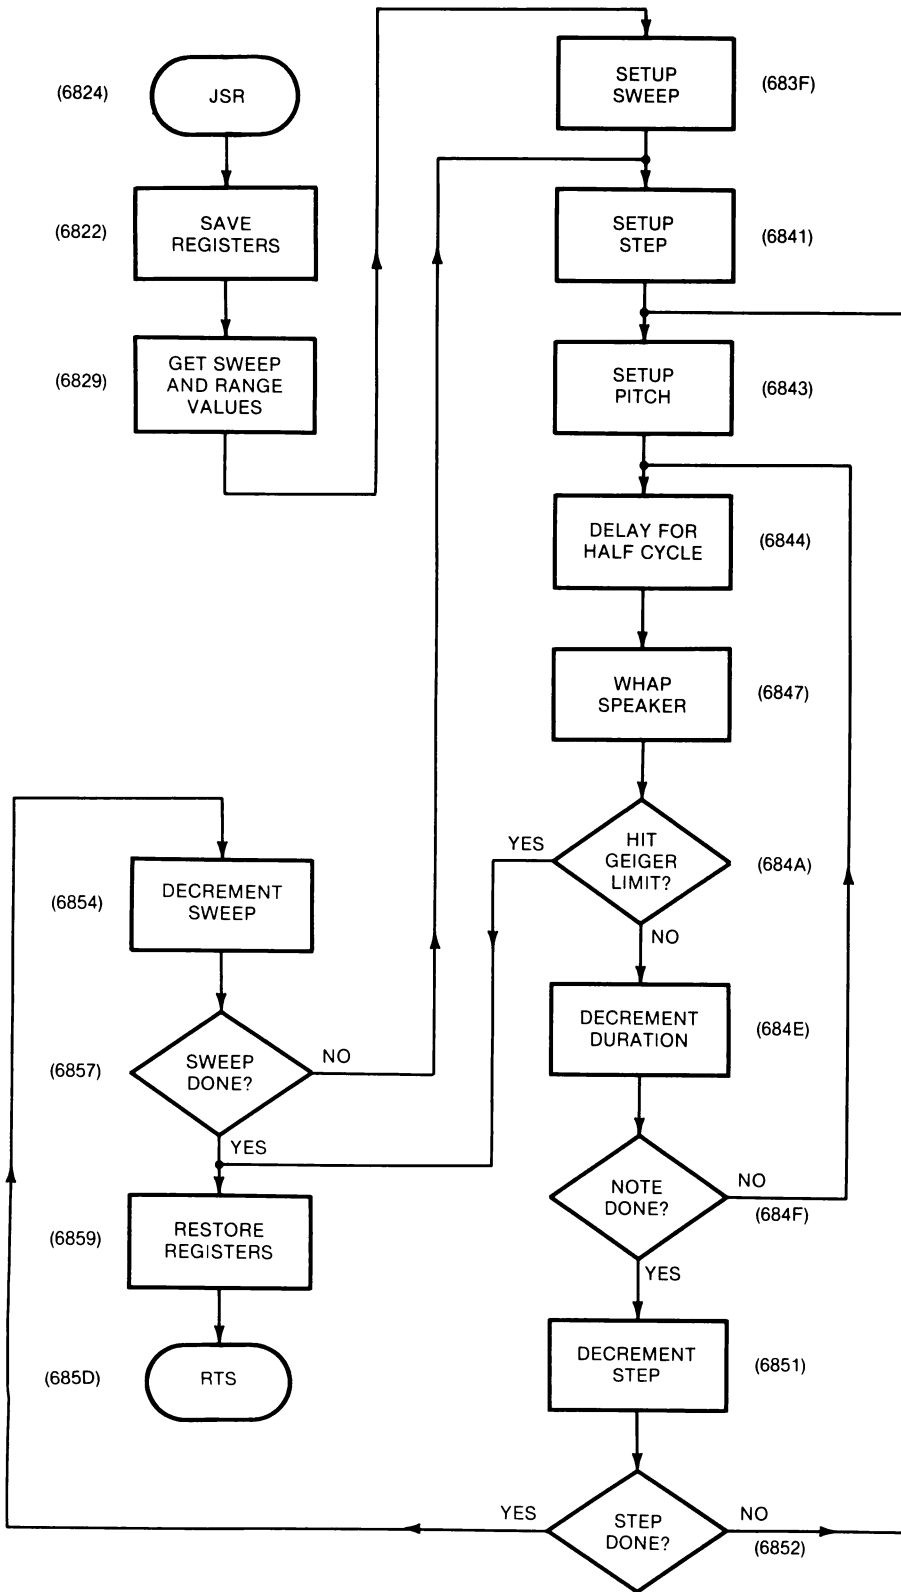 (6824)
JSR
(6822)
SAVE
REGISTERS
(6829)
GET SWEEP
AND RANGE
VALUES
SETUP
SWEEP
(683F)
SETUP
STEP
(6841)
SETUP
PITCH
(6843)
DELAY FOR
HALF CYCLE
(6844)
WHAP
SPEAKER
(6847)
YES
HIT
GEIGER
LIMIT?
(684A)
NO
DECREMENT
DURATION
(684E)
NOTE
DONE?
NO
(684F)
YES
DECREMENT
STEP
(6851)
YES
STEP
DONE?
NO
(6852)
(6854)
DECREMENT
SWEEP
(6857)
SWEEP
DONE?
NO
YES
(6859)
RESTORE
REGISTERS
(685D)
RTS